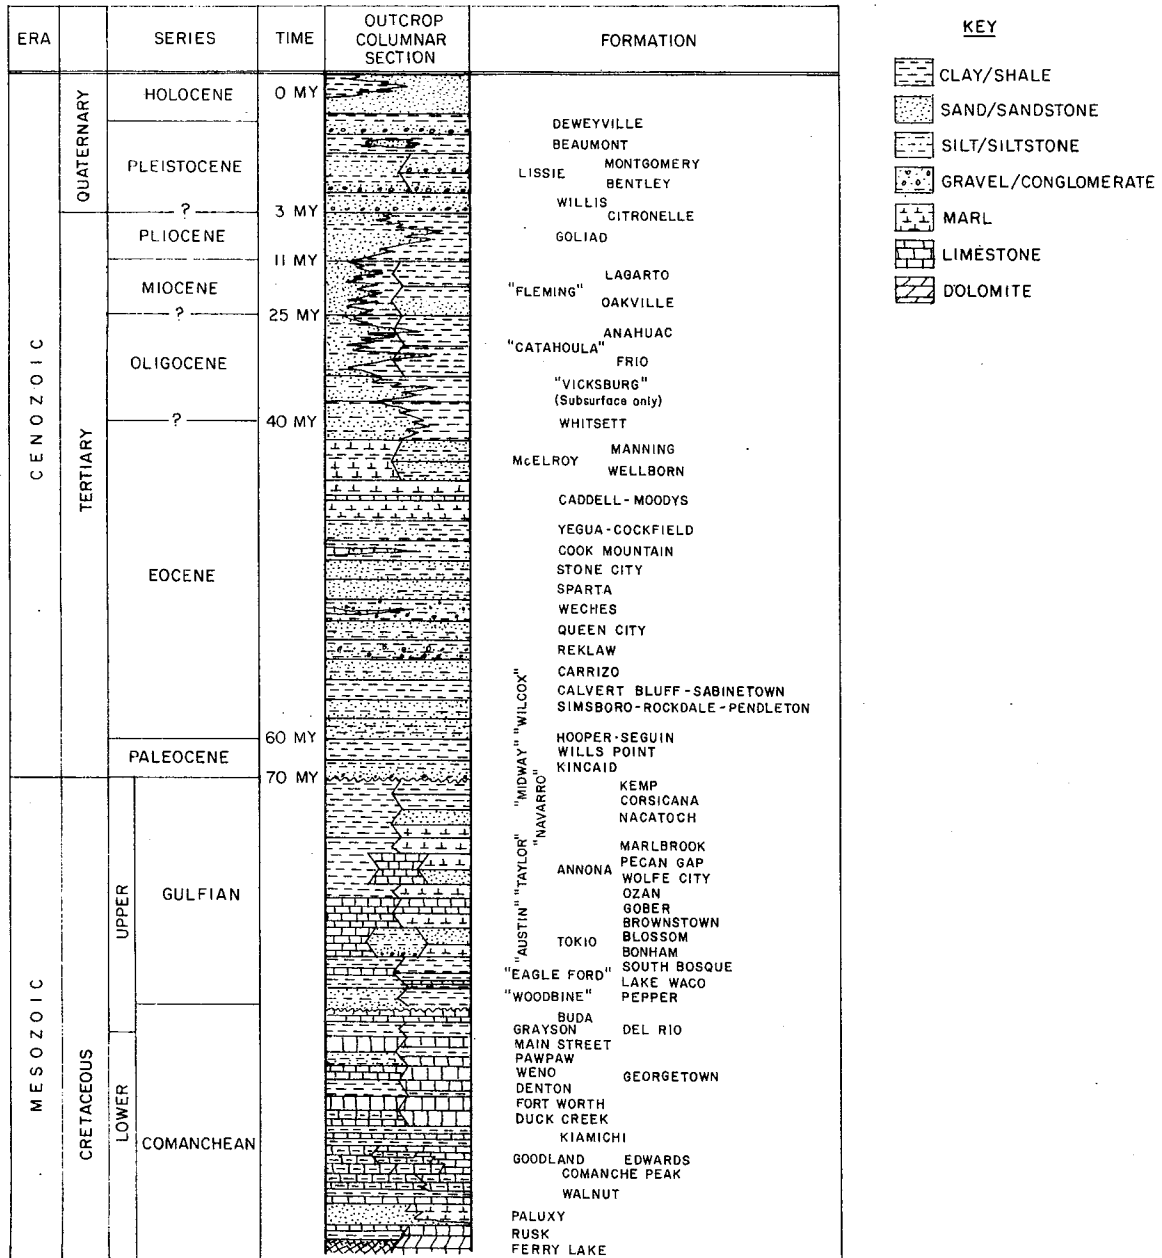 ERA
SERIES
TIME
OUTCROP
COLUMNAR
SECTION
FORMATION
KEY
CLAY/SHALE
SAND/SANDSTONE
SILT/SILTSTONE
GRAVEL/CONGLOMERATE
MARL
LIMESTONE
DOLOMITE
CENOZOIC
MESOZOIC
QUATERNARY
TERTIARY
CRETACEOUS
UPPER
LOWER
HOLOCENE
PLEISTOCENE
?
PLIOCENE
MIOCENE
?
OLIGOCENE
?
EOCENE
PALEOCENE
GULFIAN
COMANCHEAN
0 MY
3 MY
11 MY
25 MY
40 MY
60 MY
70 MY
DEWEYVILLE
BEAUMONT
MONTGOMERY
LISSIE
BENTLEY
WILLIS
CITRONELLE
GOLIAD
LAGARTO
"FLEMING"
OAKVILLE
ANAHUAC
"CATAHOULA"
FRIO
"VICKSBURG"
(Subsurface only)
WHITSETT
MANNING
McELROY
WELLBORN
CADDELL-MOODYS
YEGUA-COCKFIELD
COOK MOUNTAIN
STONE CITY
SPARTA
WECHES
QUEEN CITY
REKLAW
CARRIZO
"WILCOX"
CALVERT BLUFF-SABINETOWN
SIMSBORO-ROCKDALE-PENDLETON
HOOPER-SEGUIN
"MIDWAY"
WILLS POINT
KINCAID
"NAVARRO"
KEMP
CORSICANA
NACATOCH
"TAYLOR"
MARLBROOK
PECAN GAP
ANNONA
WOLFE CITY
OZAN
"AUSTIN"
GOBER
BROWNSTOWN
TOKIO
BLOSSOM
BONHAM
"EAGLE FORD"
SOUTH BOSQUE
LAKE WACO
"WOODBINE"
PEPPER
BUDA
GRAYSON
DEL RIO
MAIN STREET
PAWPAW
WENO
GEORGETOWN
DENTON
FORT WORTH
DUCK CREEK
KIAMICHI
GOODLAND
EDWARDS
COMANCHE PEAK
WALNUT
PALUXY
RUSK
FERRY LAKE